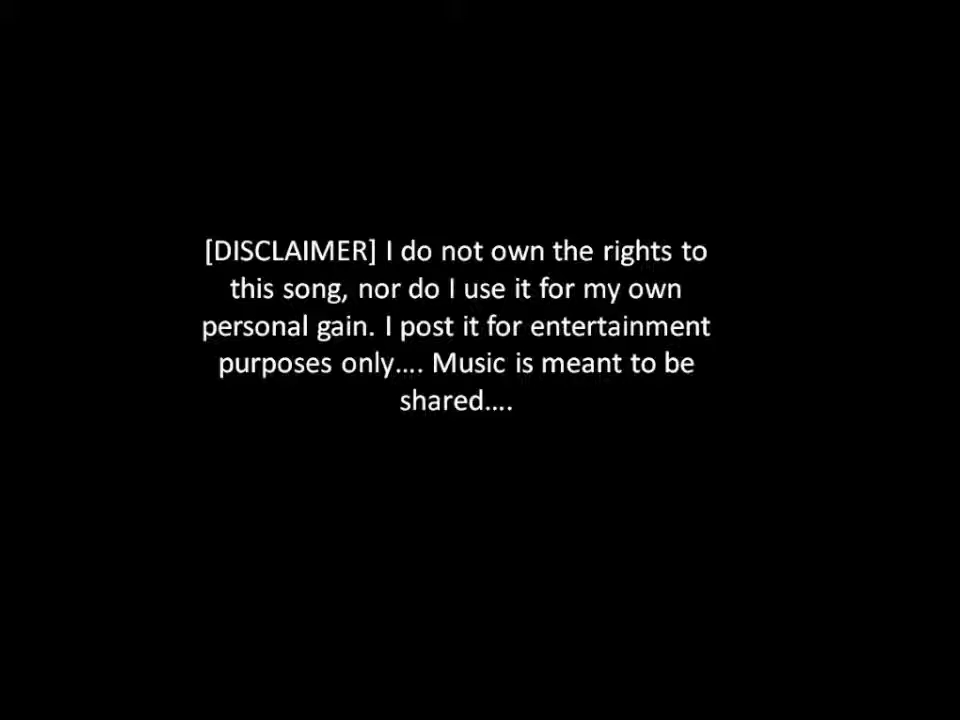 [DISCLAIMER] I do not own the rights to
this song, nor do I use it for my own
personal gain. I post it for entertainment
purposes only…. Music is meant to be
shared….